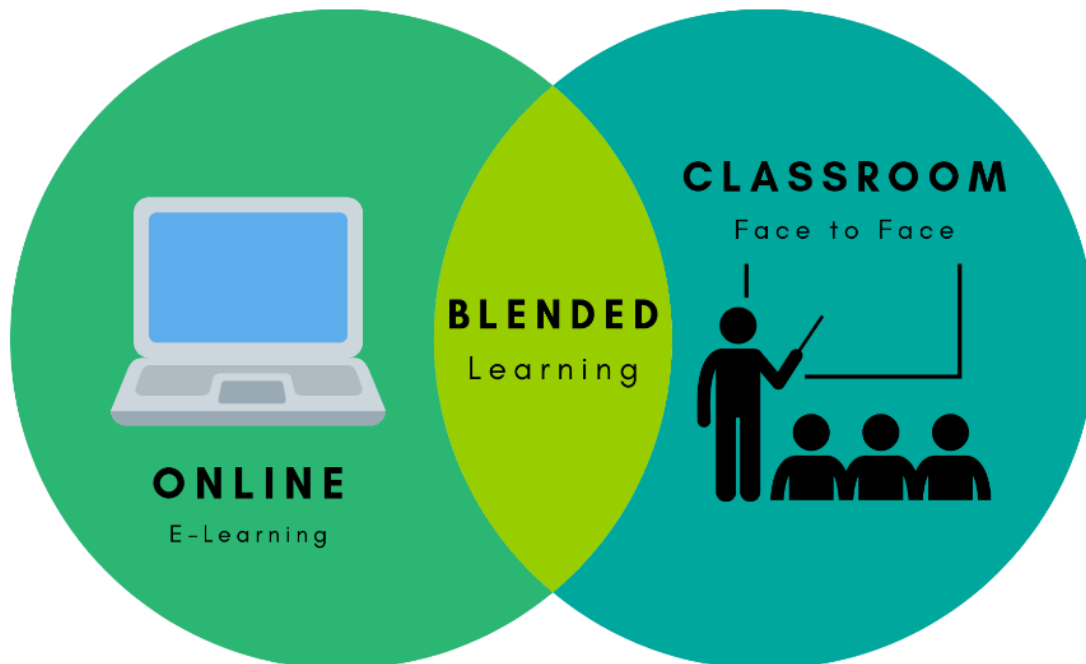 ONLINE
E-Learning
BLENDED
Learning
CLASSROOM
Face to Face